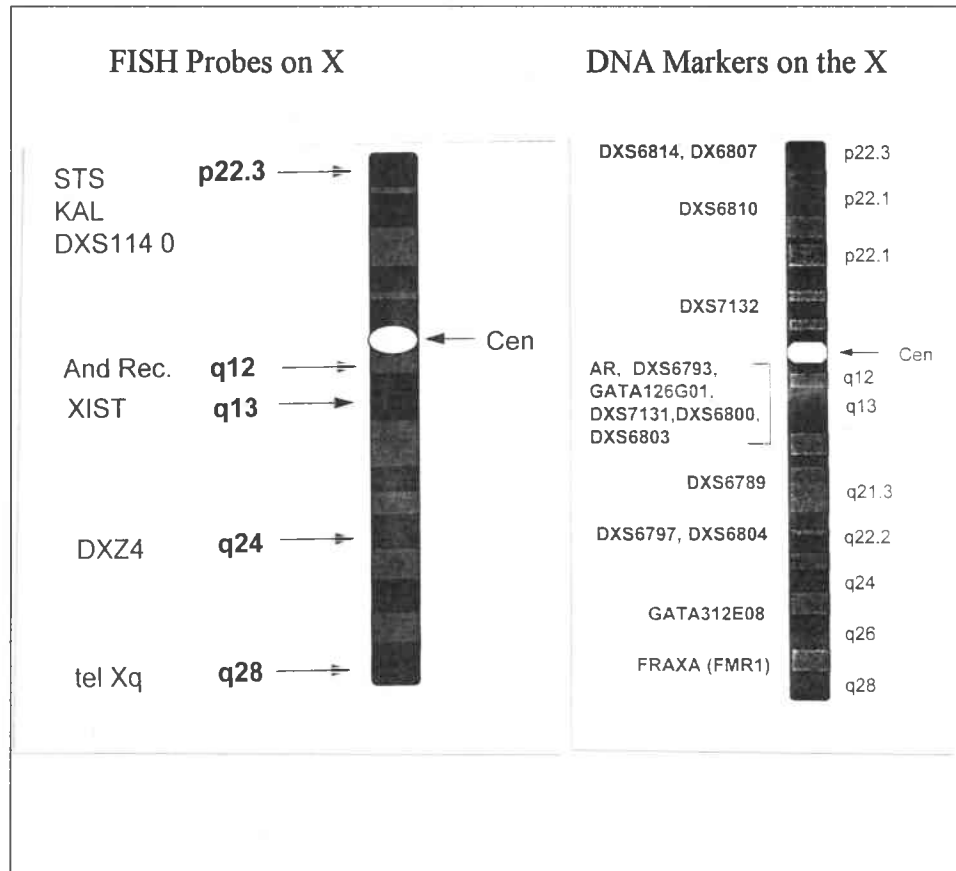 FISH Probes on X
STS p22.3
KAL
DXS114 0
Cen
And Rec. q12
XIST q13
DXZ4 q24
tel Xq q28
DNA Markers on the X
DXS6814, DX6807 p22.3
p22.1
DXS6810
p22.1
DXS7132
Cen
AR, DXS6793,
q12
GATA126G01,
q13
DXS7131,DXS6800,
DXS6803
DXS6789
q21.3
DXS6797, DXS6804 q22.2
q24
GATA312E08
q26
FRAXA (FMR1)
q28